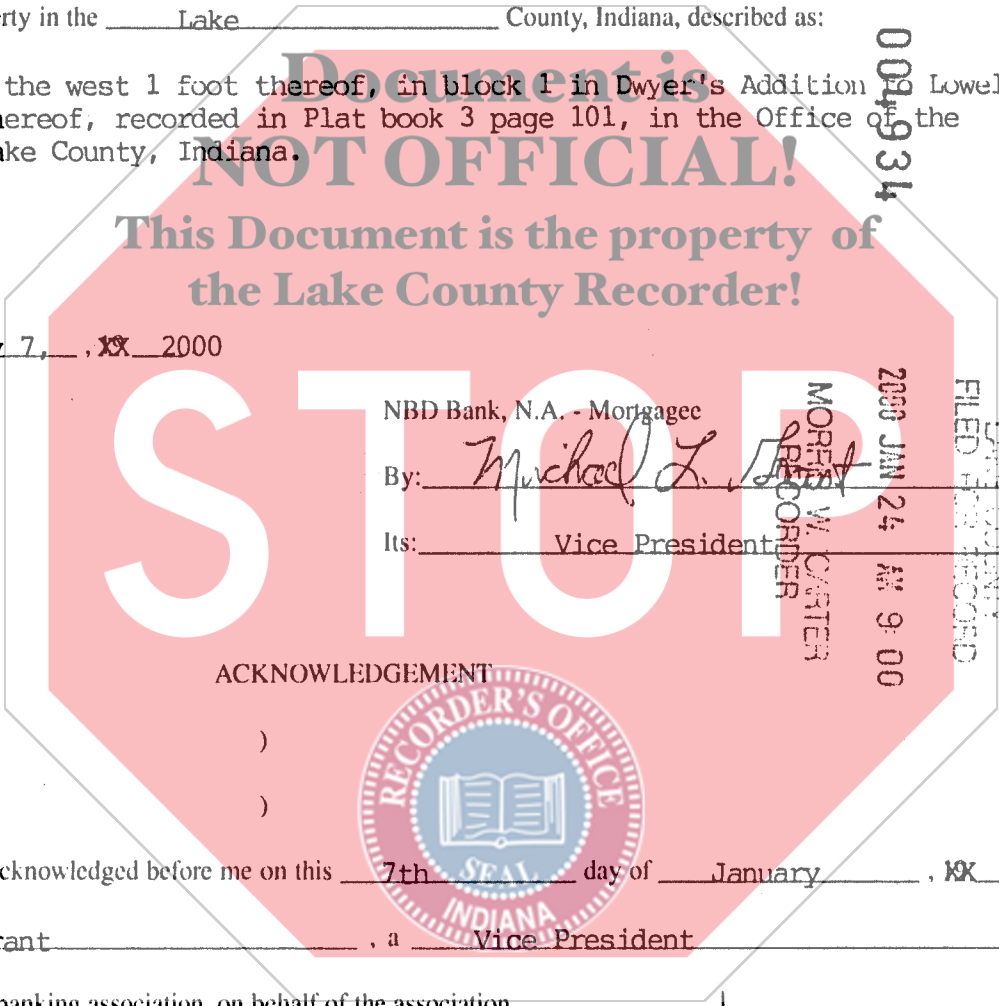 rty in the Lake County, Indiana, described as:
Document is
the west 1 foot thereof, in block 1 in Dwyer's Addition Lowel
ereof, recorded in Plat book 3 page 101, in the Office of the
ake County, Indiana.
NOT OFFICIAL!
This Document is the property of
the Lake County Recorder!
004934
7, , XX 2000
STOP
NBD Bank, N.A. - Mortgagee
By: Michael L.
Its: Vice President
W. CARTER
RECORDER
2000 JAN 24 AM 9:00
FILED FOR RECORD
ACKNOWLEDGEMENT
)
)
RECORDER'S OFFICE
SEAL
INDIANA
cknowledged before me on this 7th day of January , XX
rant , a Vice President
banking association, on behalf of the association